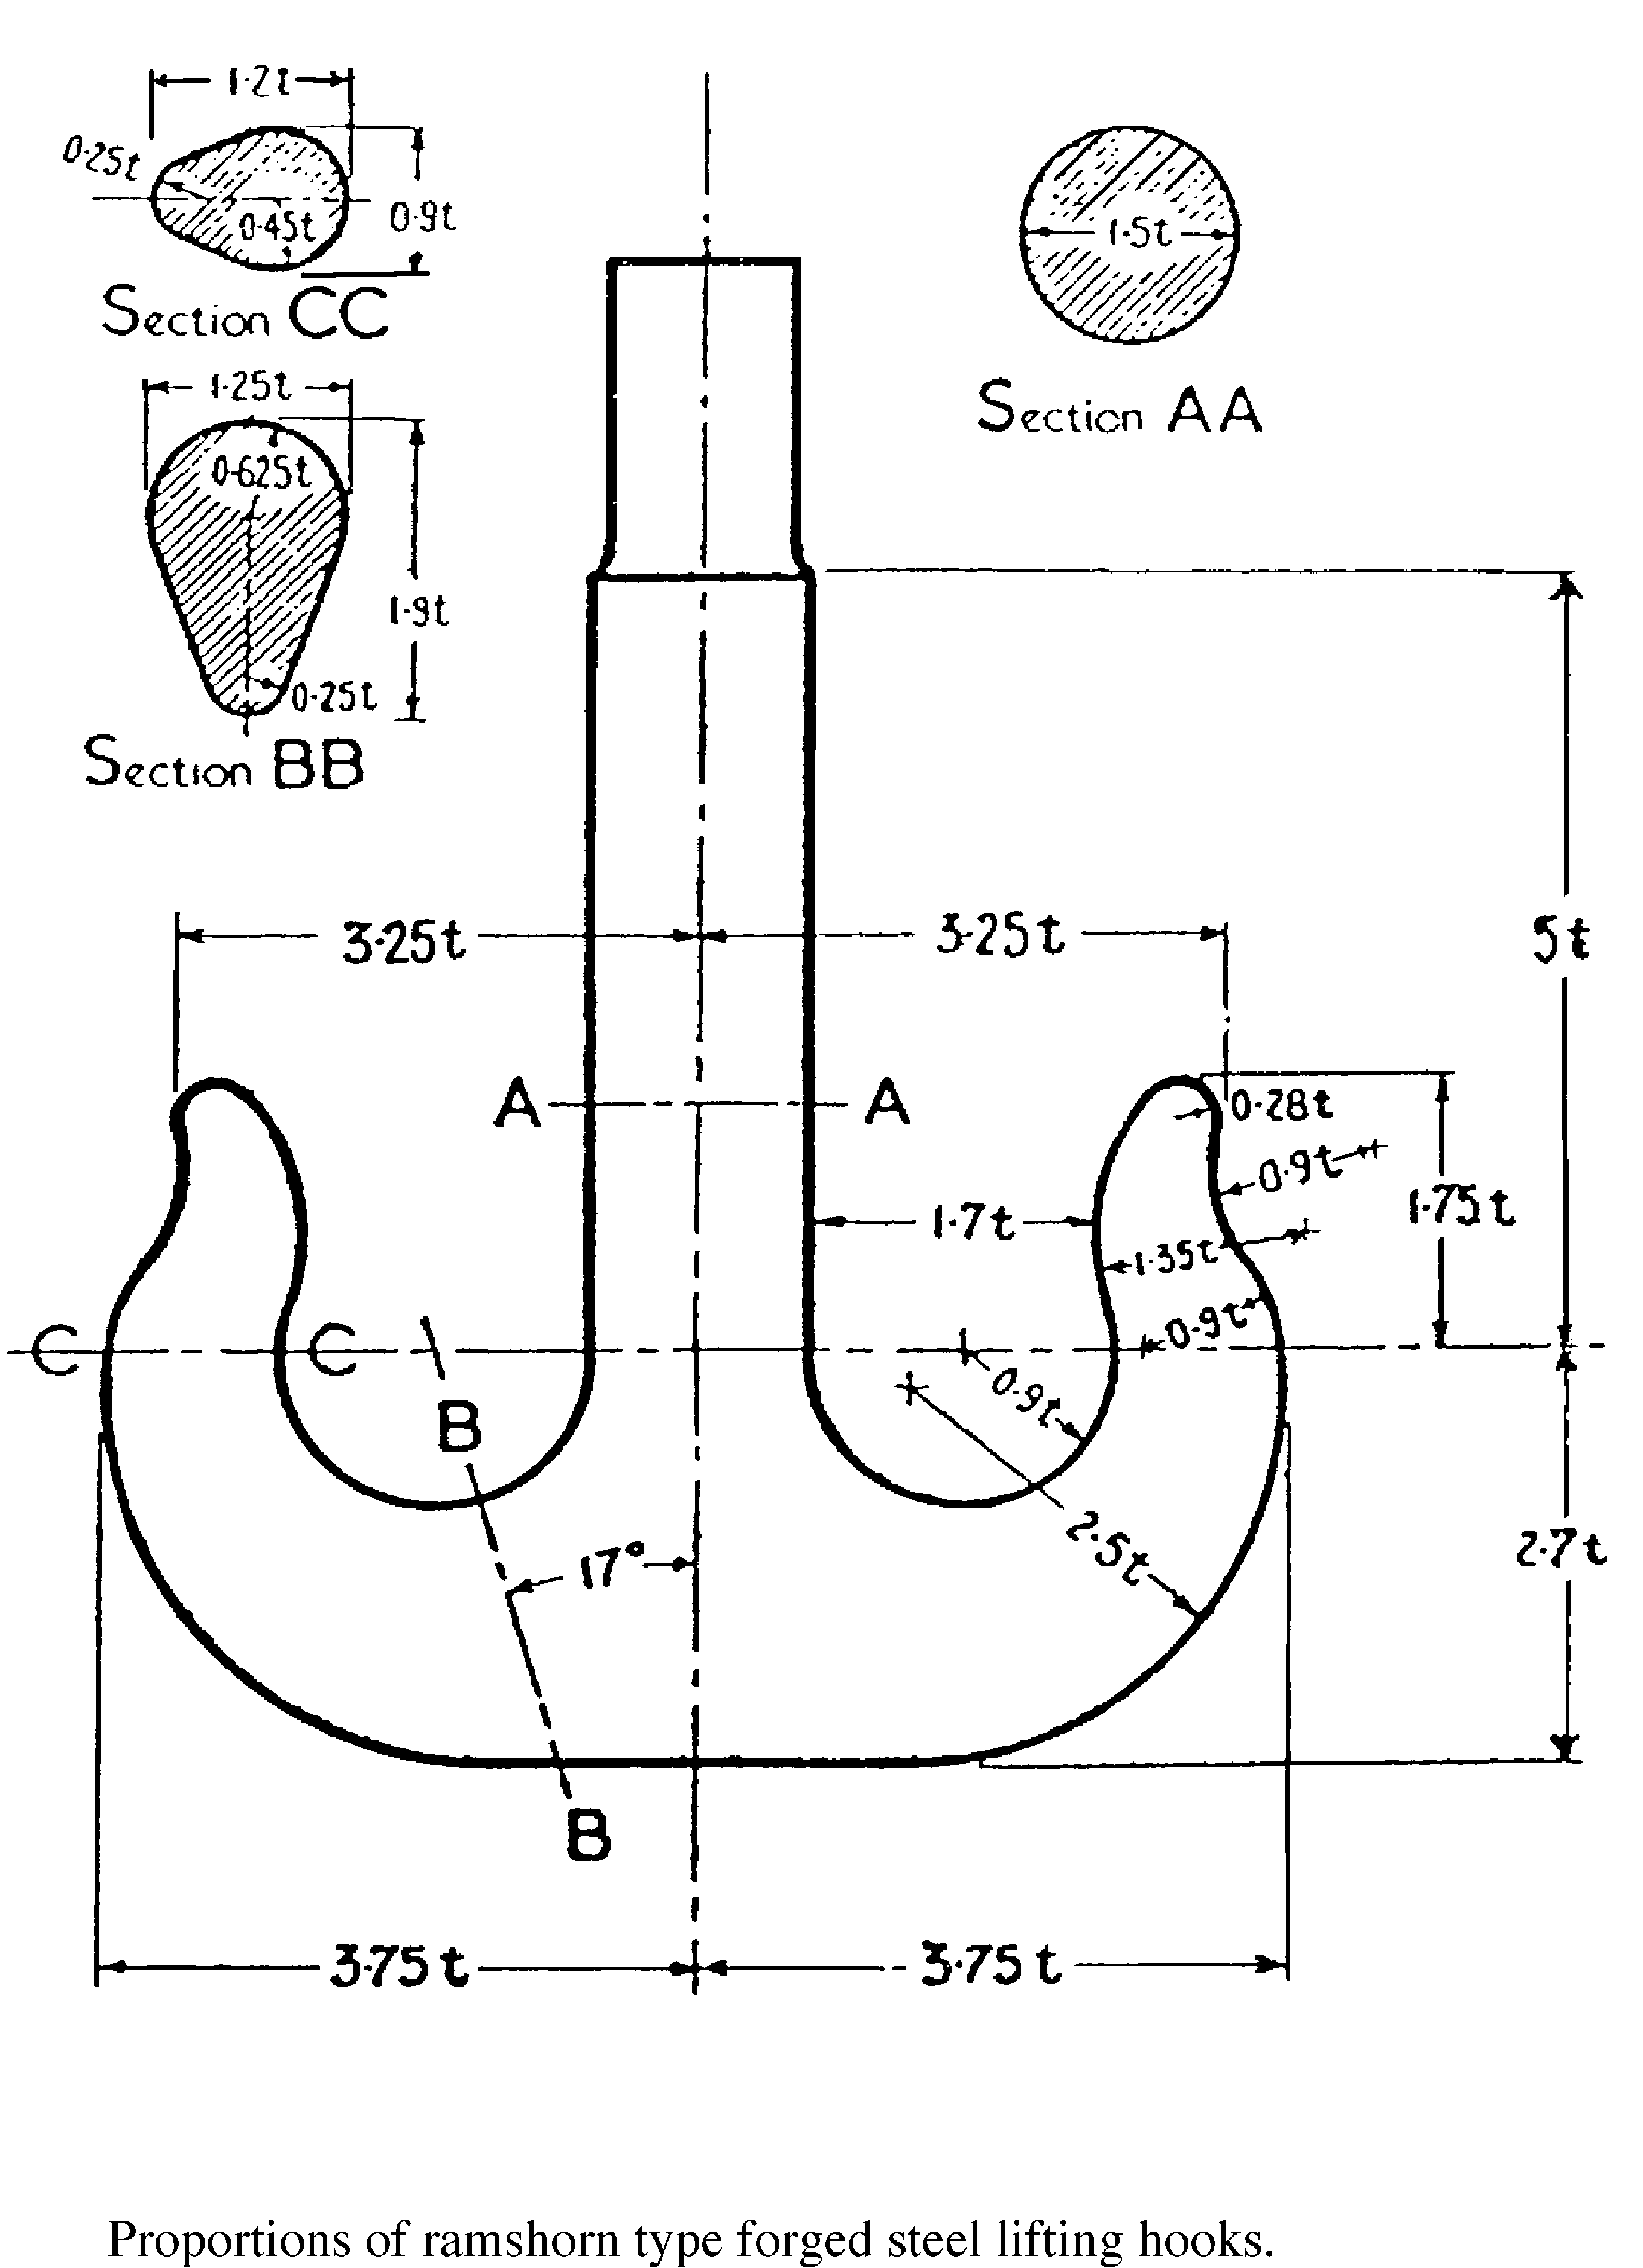 1·2t
0·25t
0·45t
0·9t
Section CC
1·5t
Section AA
1·25t
0·625t
1·9t
0·25t
Section BB
3·25t
3·25t
5t
A
A
0·28t
0·9t
1·7t
1·75t
1·35t
0·9t
C
C
0·9t
B
2·5t
17°
2·7t
B
3·75t
3·75t
Proportions of ramshorn type forged steel lifting hooks.